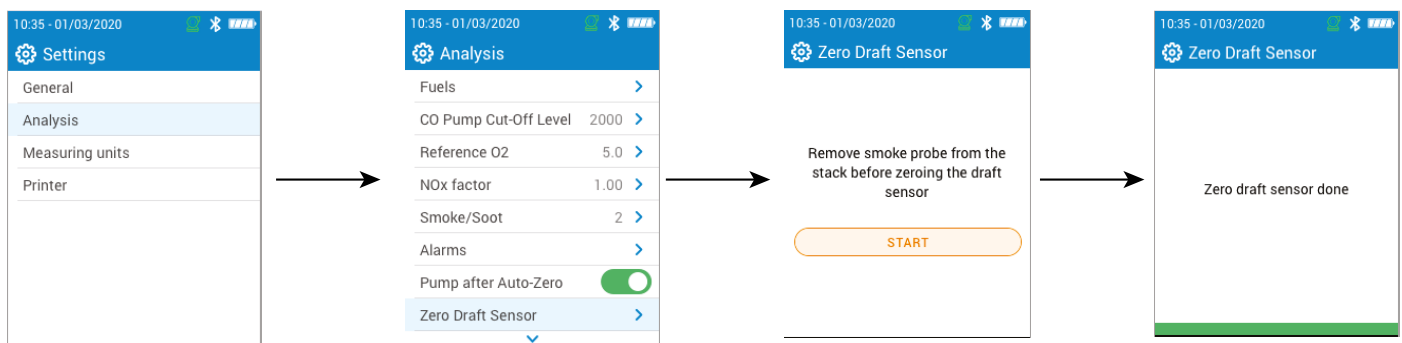 10:35 - 01/03/2020
Settings
General
Analysis
Measuring units
Printer
10:35 - 01/03/2020
Analysis
Fuels
CO Pump Cut-Off Level 2000
Reference O2 5.0
NOx factor 1.00
Smoke/Soot 2
Alarms
Pump after Auto-Zero
Zero Draft Sensor
10:35 - 01/03/2020
Zero Draft Sensor
Remove smoke probe from the
stack before zeroing the draft
sensor
START
10:35 - 01/03/2020
Zero Draft Sensor
Zero draft sensor done